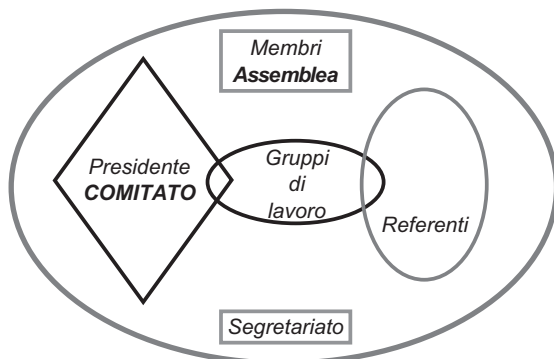 Membri
Assemblea
Presidente
COMITATO
Gruppi
di
lavoro
Referenti
Segretariato